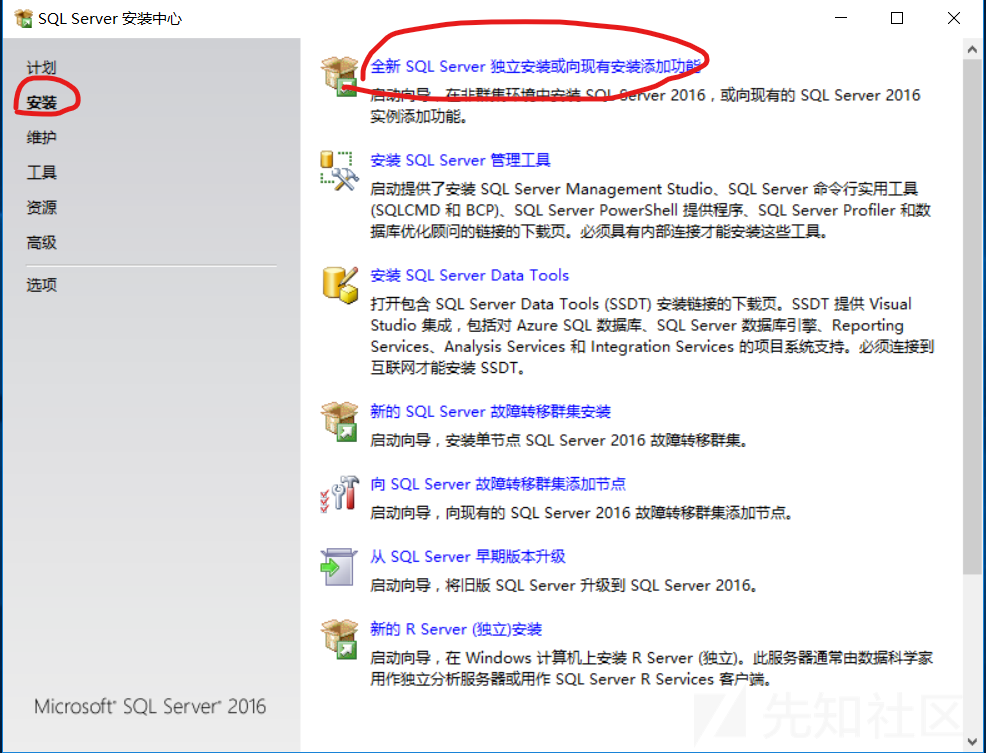 SQL Server 安装中心
计划
安装
维护
工具
资源
高级
选项
Microsoft® SQL Server® 2016
全新 SQL Server 独立安装或向现有安装添加功能
启动向导，在非群集环境中安装 SQL Server 2016，或向现有的 SQL Server 2016
实例添加功能。
安装 SQL Server 管理工具
启动提供了安装 SQL Server Management Studio、SQL Server 命令行实用工具
(SQLCMD 和 BCP)、SQL Server PowerShell 提供程序、SQL Server Profiler 和数
据库优化顾问的链接的下载页。必须具有内部连接才能安装这些工具。
安装 SQL Server Data Tools
打开包含 SQL Server Data Tools (SSDT) 安装链接的下载页。SSDT 提供 Visual
Studio 集成，包括对 Azure SQL 数据库、SQL Server 数据库引擎、Reporting
Services、Analysis Services 和 Integration Services 的项目系统支持。必须连接到
互联网才能安装 SSDT。
新的 SQL Server 故障转移群集安装
启动向导，安装单节点 SQL Server 2016 故障转移群集。
向 SQL Server 故障转移群集添加节点
启动向导，向现有的 SQL Server 2016 故障转移群集添加节点。
从 SQL Server 早期版本升级
启动向导，将旧版 SQL Server 升级到 SQL Server 2016。
新的 R Server (独立)安装
启动向导，在 Windows 计算机上安装 R Server (独立)。此服务器通常由数据科学家
用作独立分析服务器或用作 SQL Server R Services 客户端。
先知社区